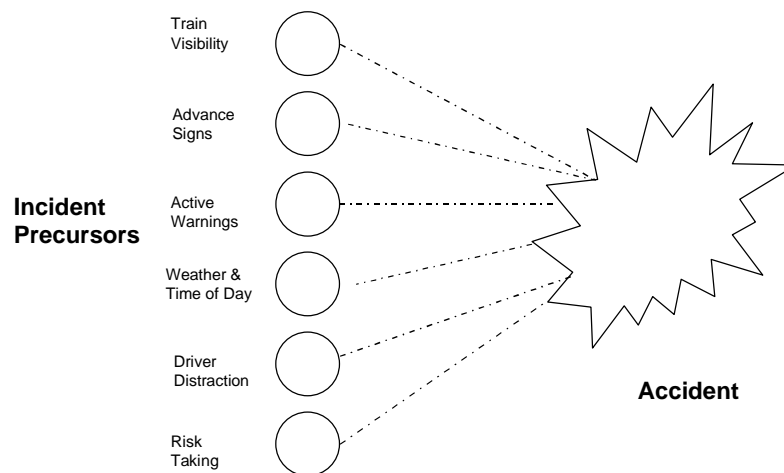 Train
Visibility
Advance
Signs
Active
Warnings
Incident
Precursors
Weather &
Time of Day
Driver
Distraction
Accident
Risk
Taking